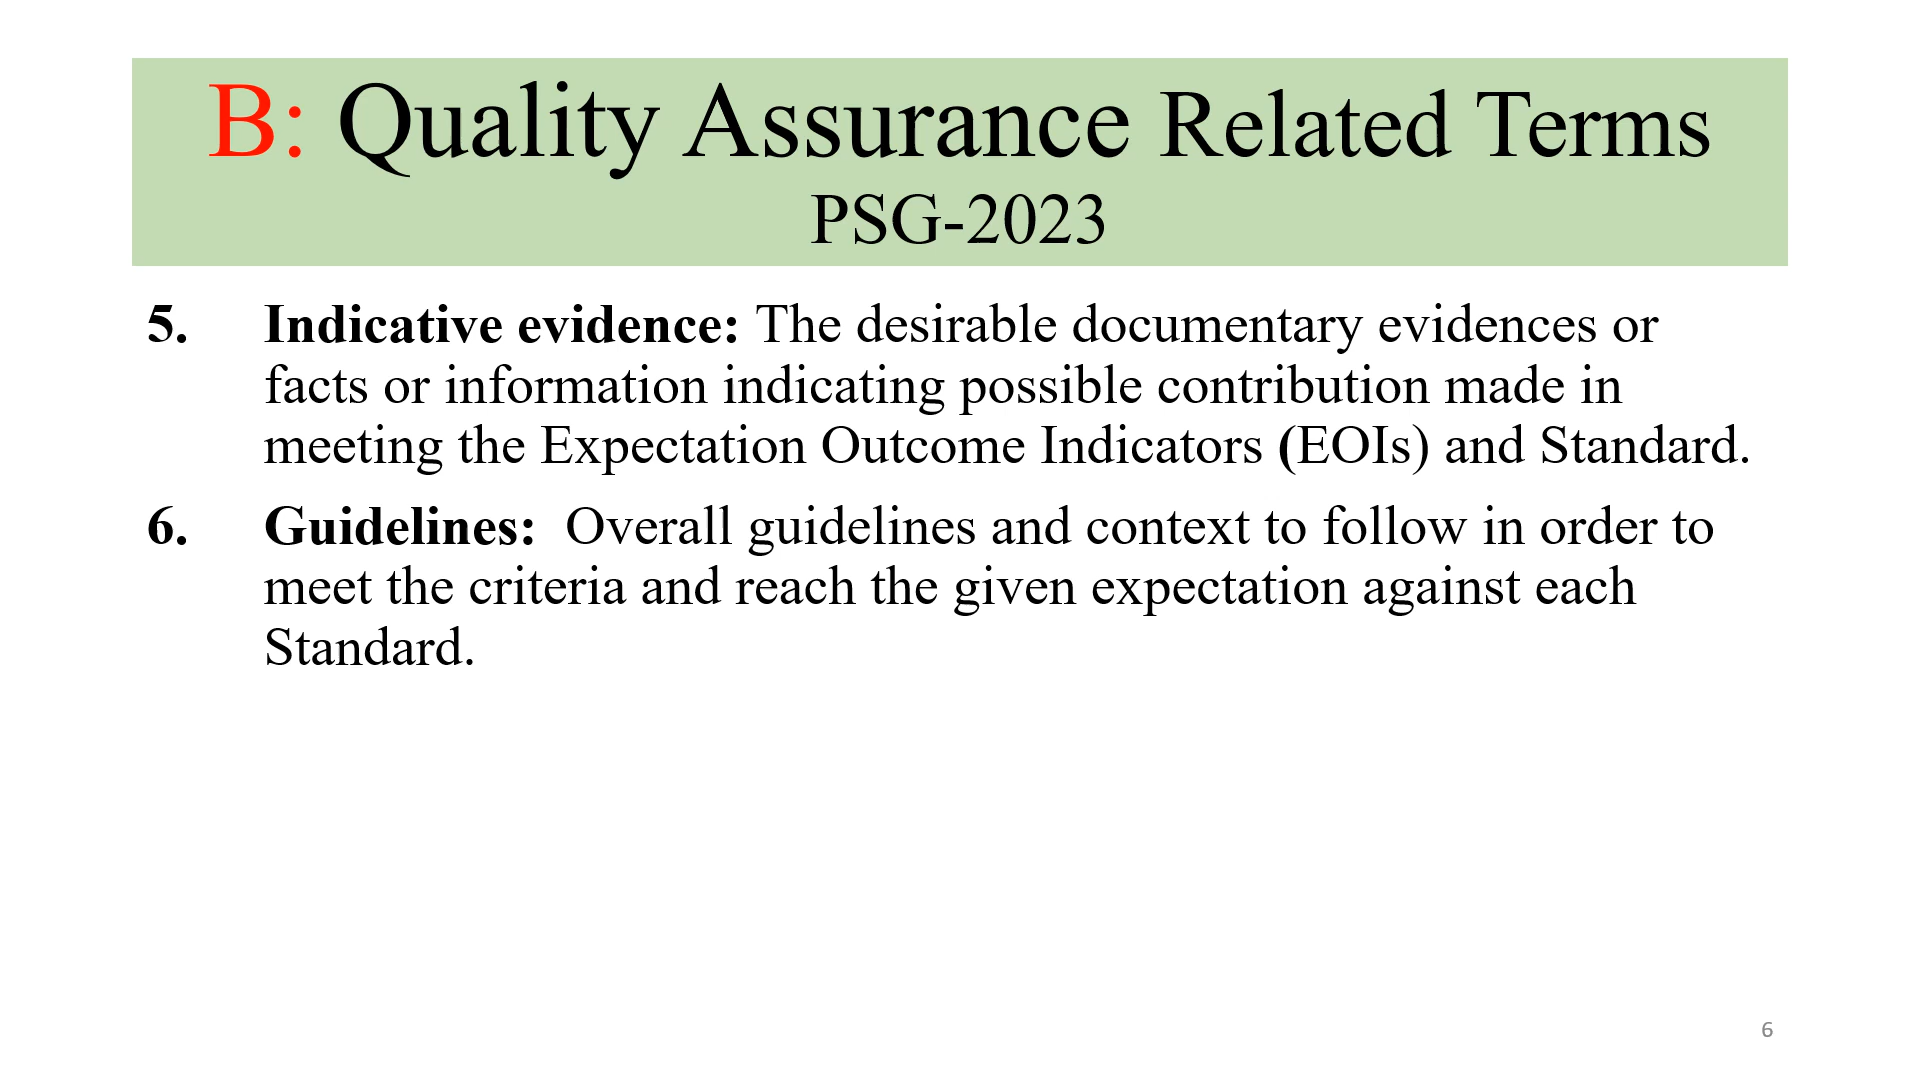 B: Quality Assurance Related Terms
PSG-2023
5. Indicative evidence: The desirable documentary evidences or
facts or information indicating possible contribution made in
meeting the Expectation Outcome Indicators (EOIs) and Standard.
6. Guidelines: Overall guidelines and context to follow in order to
meet the criteria and reach the given expectation against each
Standard.
6